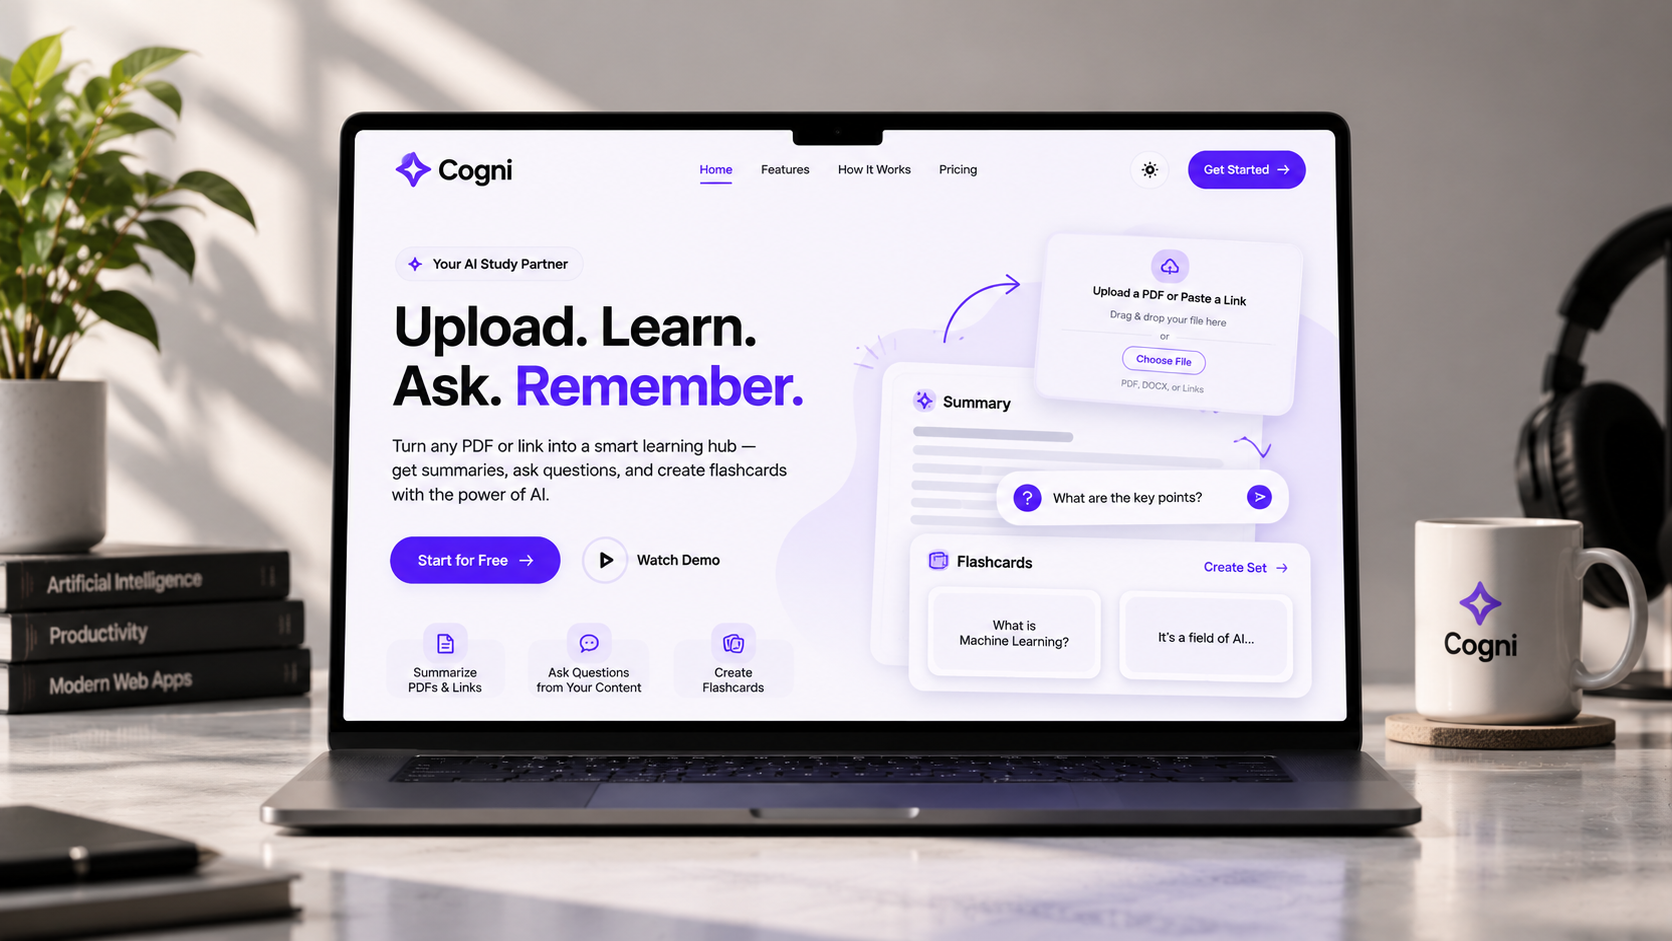 Cogni
Home
Features
How It Works
Pricing
Get Started
Your AI Study Partner
Upload. Learn.
Ask. Remember.
Turn any PDF or link into a smart learning hub —
get summaries, ask questions, and create flashcards
with the power of AI.
Start for Free
Watch Demo
Summarize
PDFs & Links
Ask Questions
from Your Content
Create
Flashcards
Upload a PDF or Paste a Link
Drag & drop your file here
or
Choose File
PDF, DOCX, or Links
Summary
What are the key points?
Flashcards
Create Set
What is
Machine Learning?
It's a field of AI...
Artificial Intelligence
Productivity
Modern Web Apps
Cogni